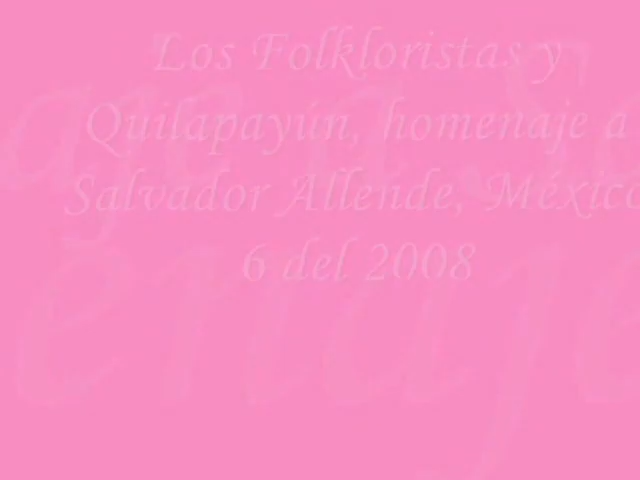 Los Folkloristas y
Quilapayún, homenaje a
Salvador Allende, México
6 del 2008